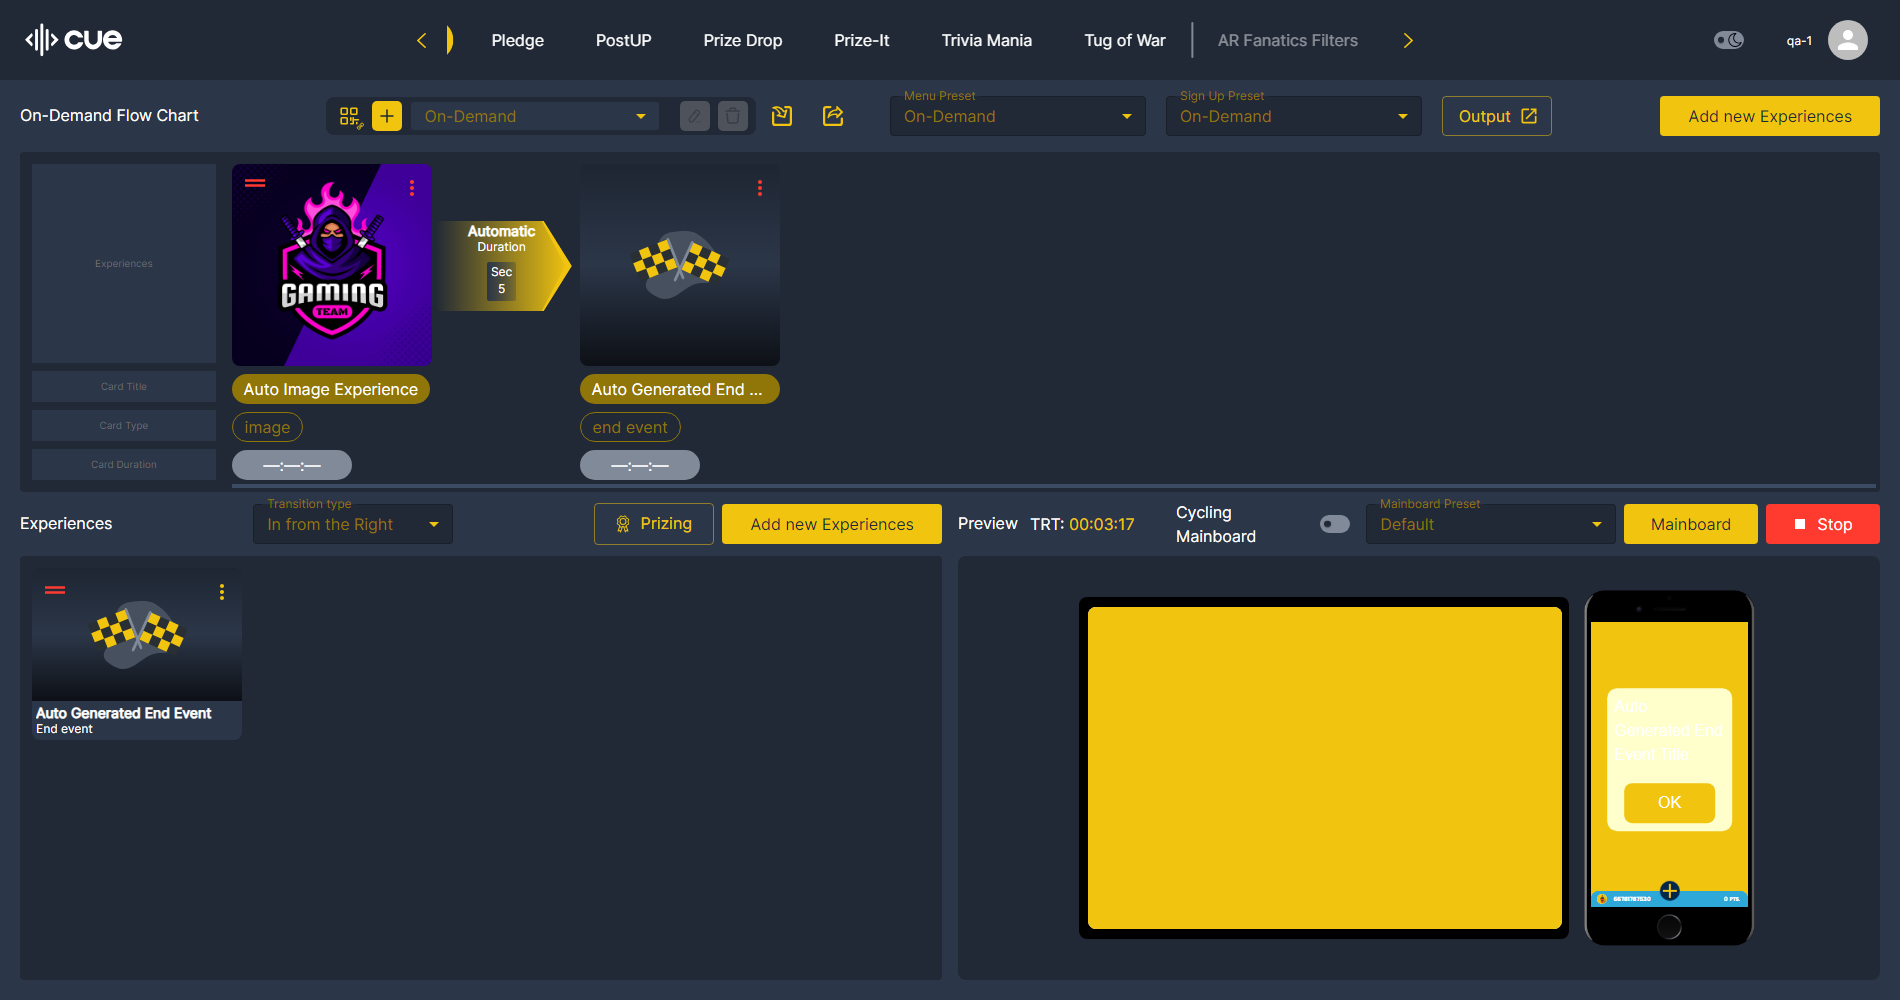 cue
Pledge
PostUP
Prize Drop
Prize-It
Trivia Mania
Tug of War
AR Fanatics Filters
qa-1
On-Demand Flow Chart
On-Demand
Menu Preset
On-Demand
Sign Up Preset
On-Demand
Output
Add new Experiences
Experiences
Card Title
Card Type
Card Duration
GAMING
TEAM
Automatic
Duration
Sec
5
Auto Image Experience
Auto Generated End ...
image
end event
—:—:—
—:—:—
Experiences
Transition type
In from the Right
Prizing
Add new Experiences
Auto Generated End Event
End event
Preview
TRT: 00:03:17
Cycling
Mainboard
Mainboard Preset
Default
Mainboard
Stop
Auto
Generated End
Event Title
OK
0 PTS.